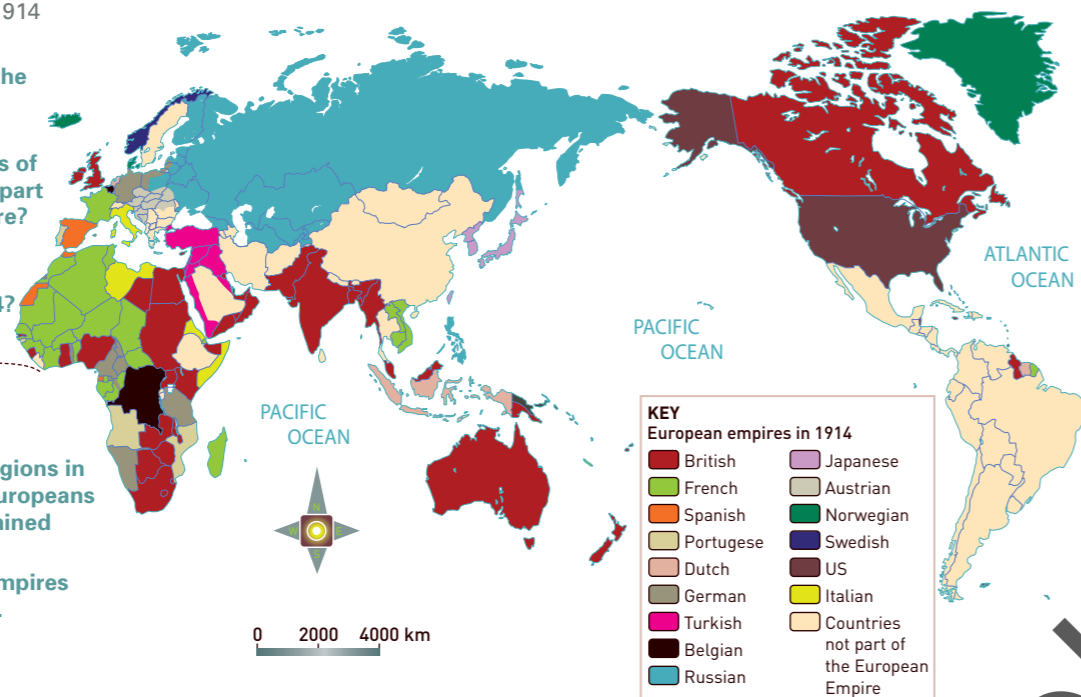 914
he
s of
part
re?
4?
gions in
uropeans
ained
mpires
PACIFIC
OCEAN
PACIFIC
OCEAN
ATLANTIC
OCEAN
N
W
E
S
0 2000 4000 km
KEY
European empires in 1914
British
French
Spanish
Portugese
Dutch
German
Turkish
Belgian
Russian
Japanese
Austrian
Norwegian
Swedish
US
Italian
Countries
not part of
the European
Empire